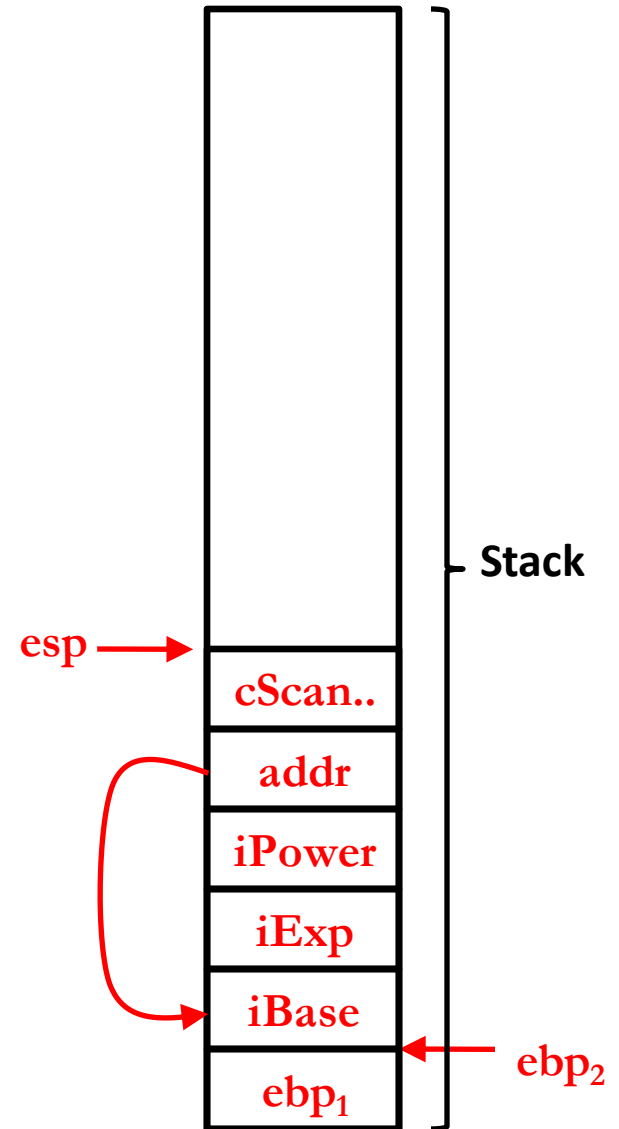 Stack
esp
cScan..
addr
iPower
iExp
iBase
ebp₂
ebp₁